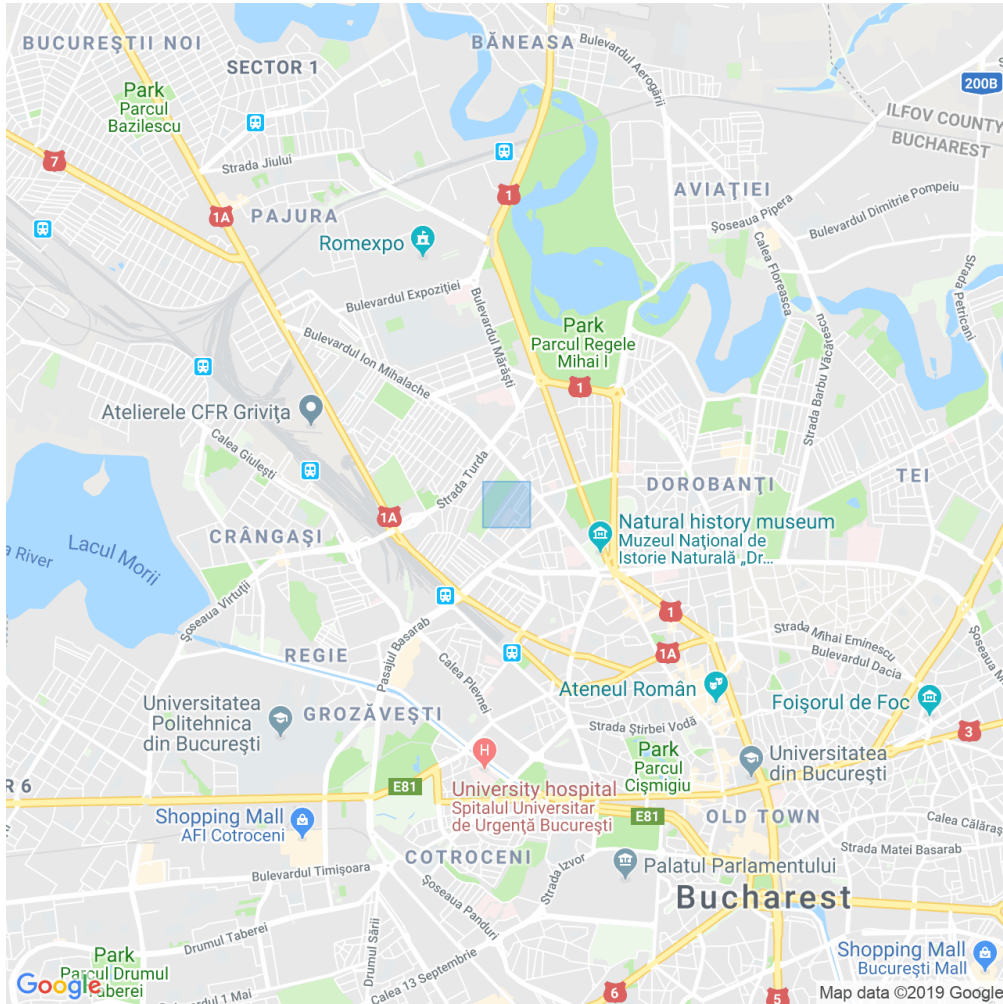 BUCUREŞTII NOI
BĂNEASA
Bulevardul Aerogării
SECTOR 1
200B
Park
Parcul
Bazilescu
ILFOV COUNTY
BUCHAREST
7
Strada Jiului
1
AVIAŢIEI
Bulevardul Dimitrie Pompeiu
1A
PAJURA
Şoseaua Pipera
Romexpo
Calea Floreasca
Strada Petricani
Bulevardul Expoziţiei
Bulevardul Mărăşti
Park
Parcul Regele
Mihai I
Strada Barbu Văcărescu
Bulevardul Ion Mihalache
1
Atelierele CFR Griviţa
Calea Giuleşti
Strada Turda
TEI
DOROBANŢI
1A
Natural history museum
Muzeul Naţional de
Istorie Naturală „Dr...
CRÂNGAŞI
Lacul Morii
a River
Şoseaua Virtuţii
1
Strada Mihai Eminescu
Bulevardul Dacia
Şoseaua M
REGIE
Pasajul Basarab
Calea Plevnei
1A
Ateneul Român
Foişorul de Foc
Universitatea
Politehnica
din Bucureşti
GROZĂVEŞTI
Strada Ştirbei Vodă
3
Park
Parcul
Cişmigiu
Universitatea
din Bucureşti
H
R 6
E81
University hospital
Spitalul Universitar
de Urgenţă Bucureşti
Shopping Mall
AFI Cotroceni
E81
OLD TOWN
Calea Călăraş
Strada Matei Basarab
COTROCENI
Bulevardul Timişoara
Strada Izvor
Palatul Parlamentului
Şoseaua Panduri
Bucharest
Drumul Taberei
Drumul Sării
Park
Parcul Drumul
Taberei
Calea 13 Septembrie
Shopping Mall
Bucureşti Mall
Google
ul 1 Mai
6
5
Map data ©2019 Google